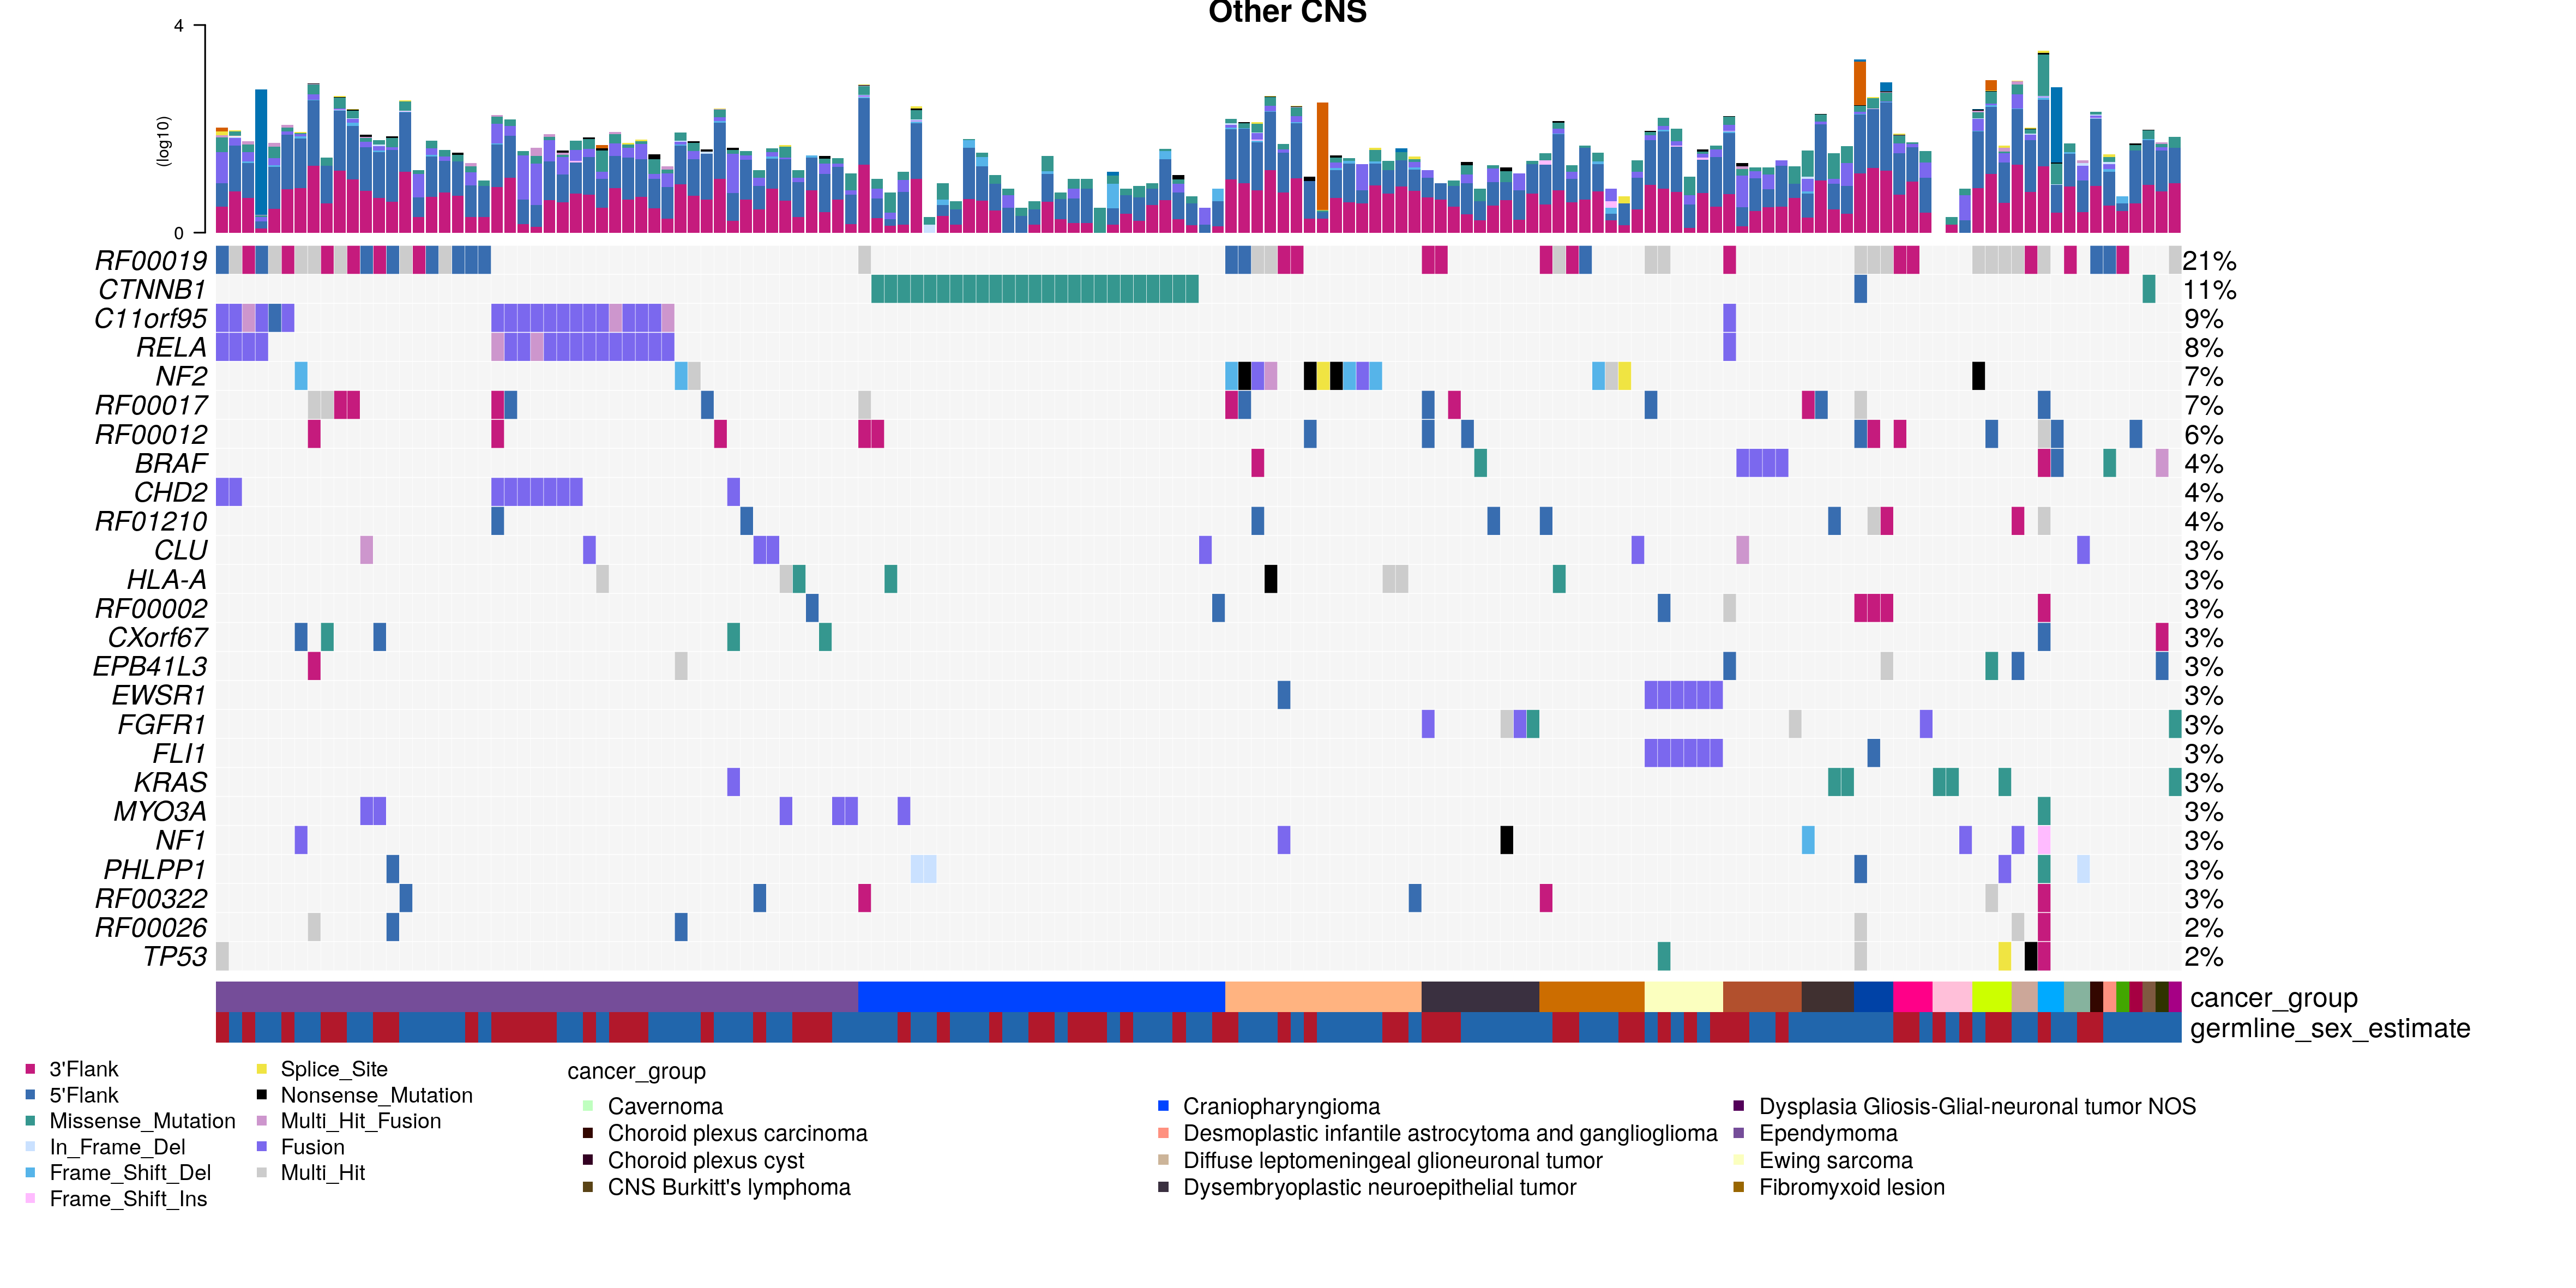 Other CNS
4
(log10)
0
RF00019 21%
CTNNB1 11%
C11orf95 9%
RELA 8%
NF2 7%
RF00017 7%
RF00012 6%
BRAF 4%
CHD2 4%
RF01210 4%
CLU 3%
HLA-A 3%
RF00002 3%
CXorf67 3%
EPB41L3 3%
EWSR1 3%
FGFR1 3%
FLI1 3%
KRAS 3%
MYO3A 3%
NF1 3%
PHLPP1 3%
RF00322 3%
RF00026 2%
TP53 2%
cancer_group
germline_sex_estimate
3'Flank
5'Flank
Missense_Mutation
In_Frame_Del
Frame_Shift_Del
Frame_Shift_Ins
Splice_Site
Nonsense_Mutation
Multi_Hit_Fusion
Fusion
Multi_Hit
cancer_group
Cavernoma
Choroid plexus carcinoma
Choroid plexus cyst
CNS Burkitt's lymphoma
Craniopharyngioma
Desmoplastic infantile astrocytoma and ganglioglioma
Diffuse leptomeningeal glioneuronal tumor
Dysembryoplastic neuroepithelial tumor
Dysplasia Gliosis-Glial-neuronal tumor NOS
Ependymoma
Ewing sarcoma
Fibromyxoid lesion